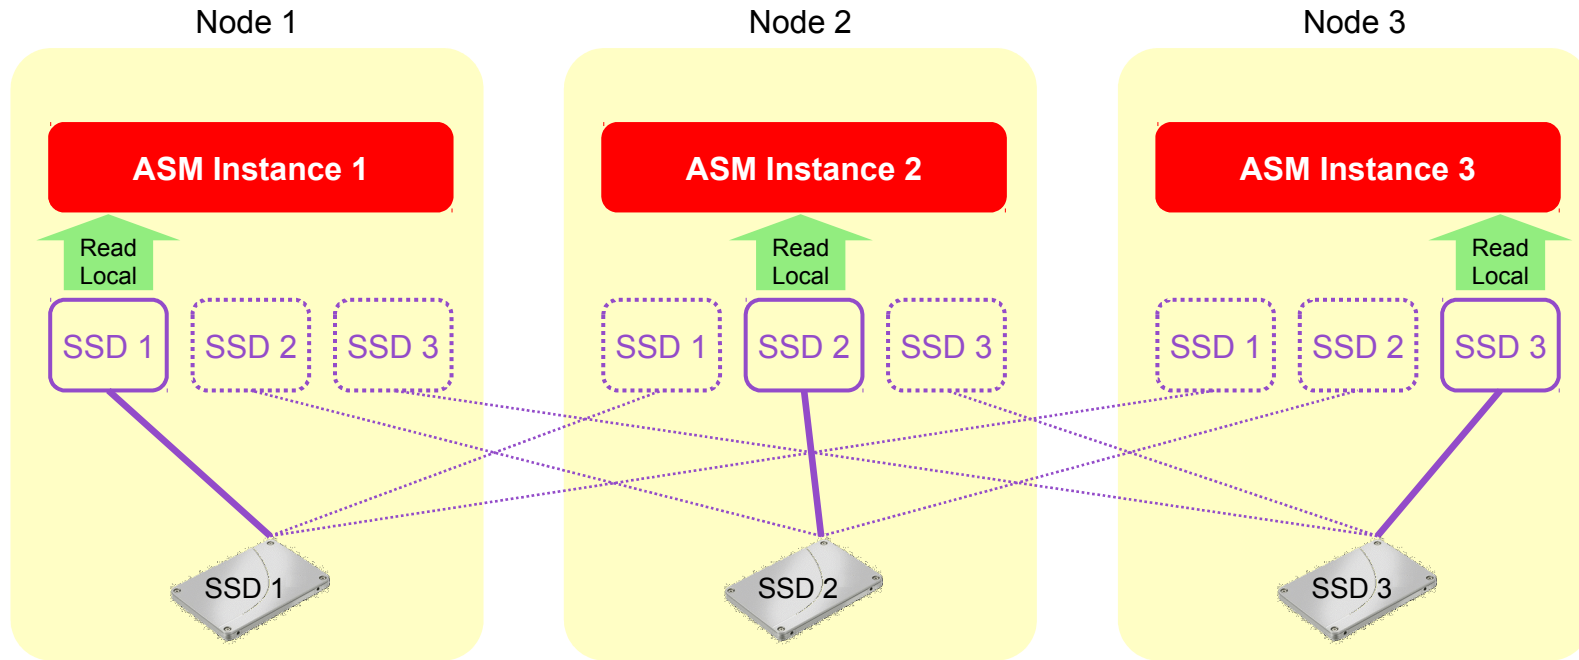 Node 1
Node 2
Node 3
ASM Instance 1
ASM Instance 2
ASM Instance 3
Read
Local
Read
Local
Read
Local
SSD 1
SSD 2
SSD 3
SSD 1
SSD 2
SSD 3
SSD 1
SSD 2
SSD 3
SSD 1
SSD 2
SSD 3